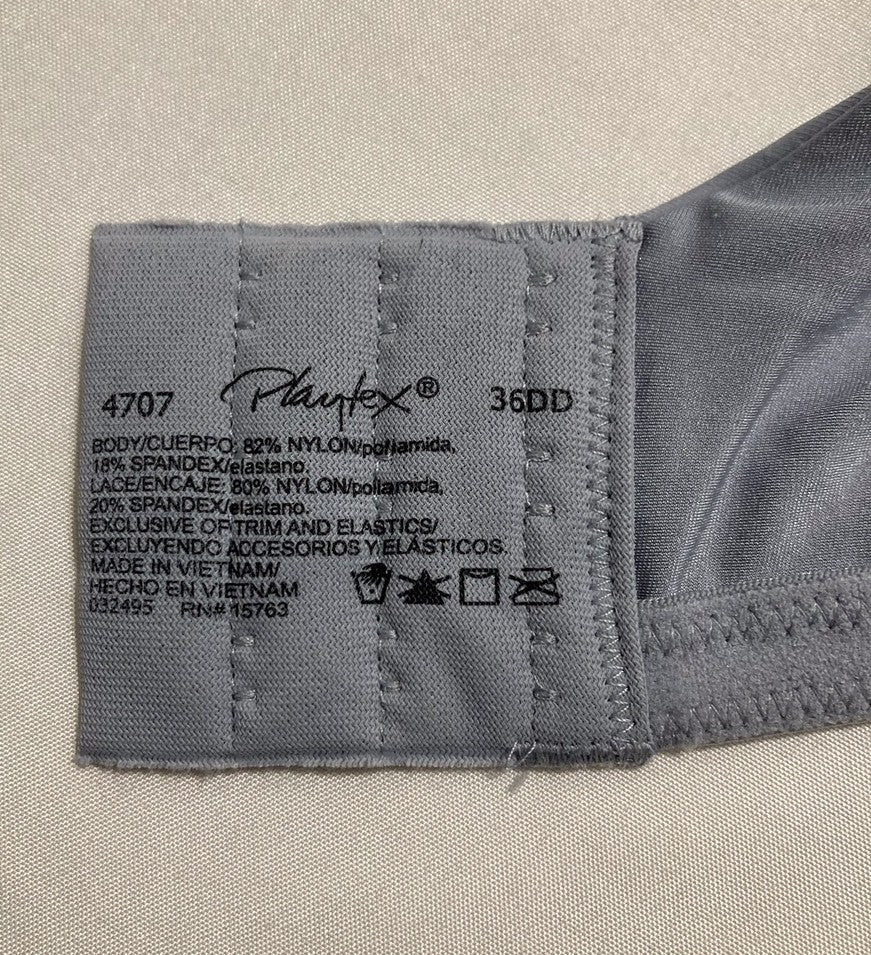 4707 Playtex® 36DD
BODY/CUERPO: 82% NYLON/poliamida,
18% SPANDEX/elastano.
LACE/ENCAJE: 80% NYLON/poliamida,
20% SPANDEX/elastano.
EXCLUSIVE OF TRIM AND ELASTICS/
EXCLUYENDO ACCESORIOS Y ELÁSTICOS.
MADE IN VIETNAM/
HECHO EN VIETNAM
032495 RN# 15763